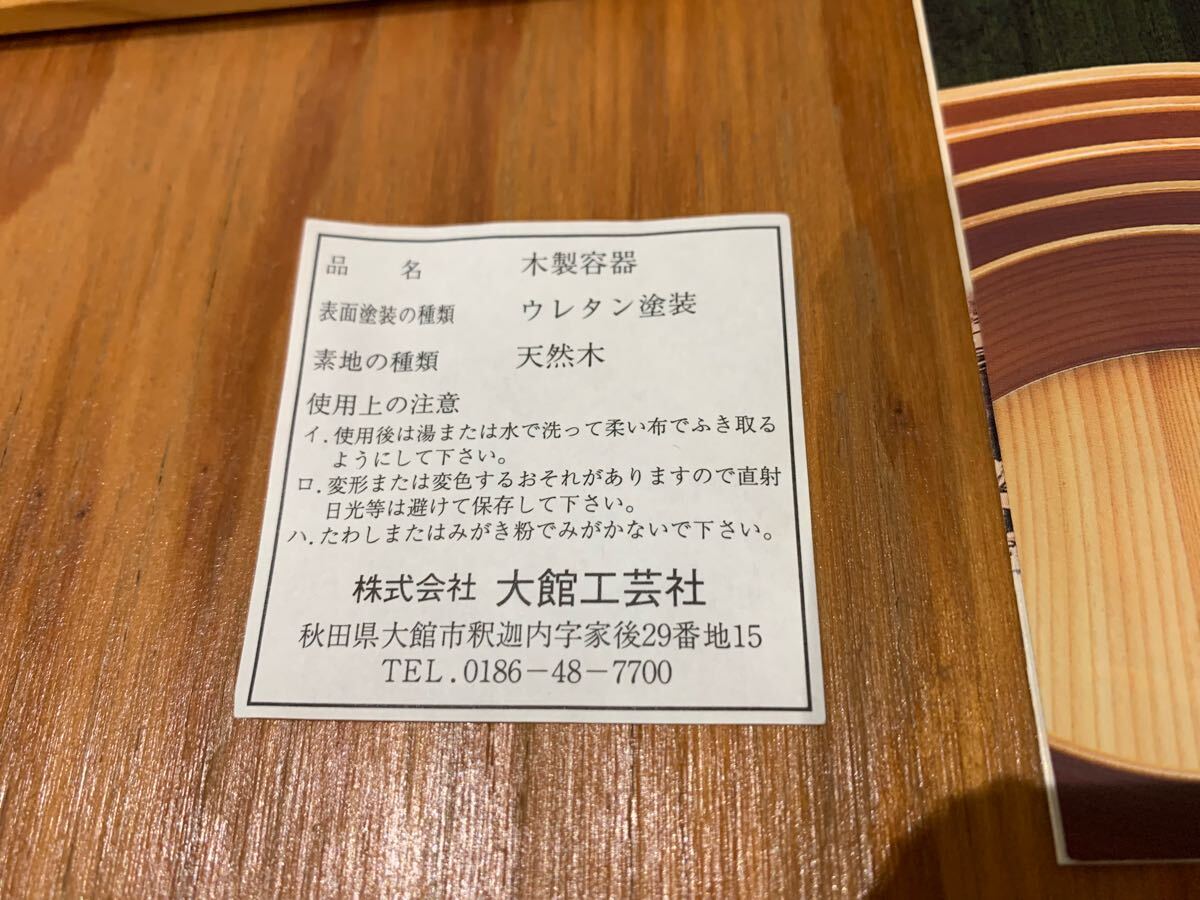 品 名 木製容器
表面塗装の種類 ウレタン塗装
素地の種類 天然木
使用上の注意
イ.使用後は湯または水で洗って柔い布でふき取る
ようにして下さい。
ロ.変形または変色するおそれがありますので直射
日光等は避けて保存して下さい。
ハ.たわしまたはみがき粉でみがかないで下さい。
株式会社 大館工芸社
秋田県大館市釈迦内字家後29番地15
TEL.0186-48-7700